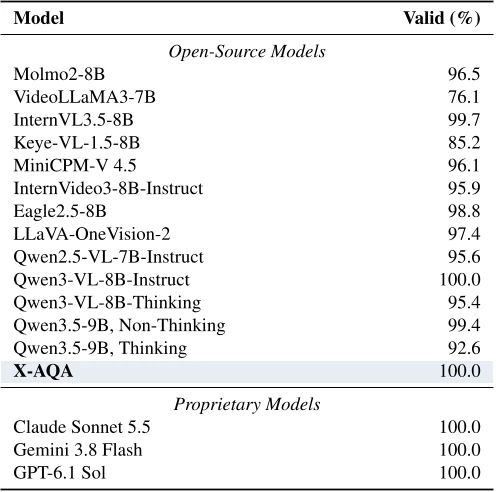 Model Valid (%)
Open-Source Models
Molmo2-8B 96.5
VideoLLaMA3-7B 76.1
InternVL3.5-8B 99.7
Keye-VL-1.5-8B 85.2
MiniCPM-V 4.5 96.1
InternVideo3-8B-Instruct 95.9
Eagle2.5-8B 98.8
LLaVA-OneVision-2 97.4
Qwen2.5-VL-7B-Instruct 95.6
Qwen3-VL-8B-Instruct 100.0
Qwen3-VL-8B-Thinking 95.4
Qwen3.5-9B, Non-Thinking 99.4
Qwen3.5-9B, Thinking 92.6
X-AQA 100.0
Proprietary Models
Claude Sonnet 5.5 100.0
Gemini 3.8 Flash 100.0
GPT-6.1 Sol 100.0